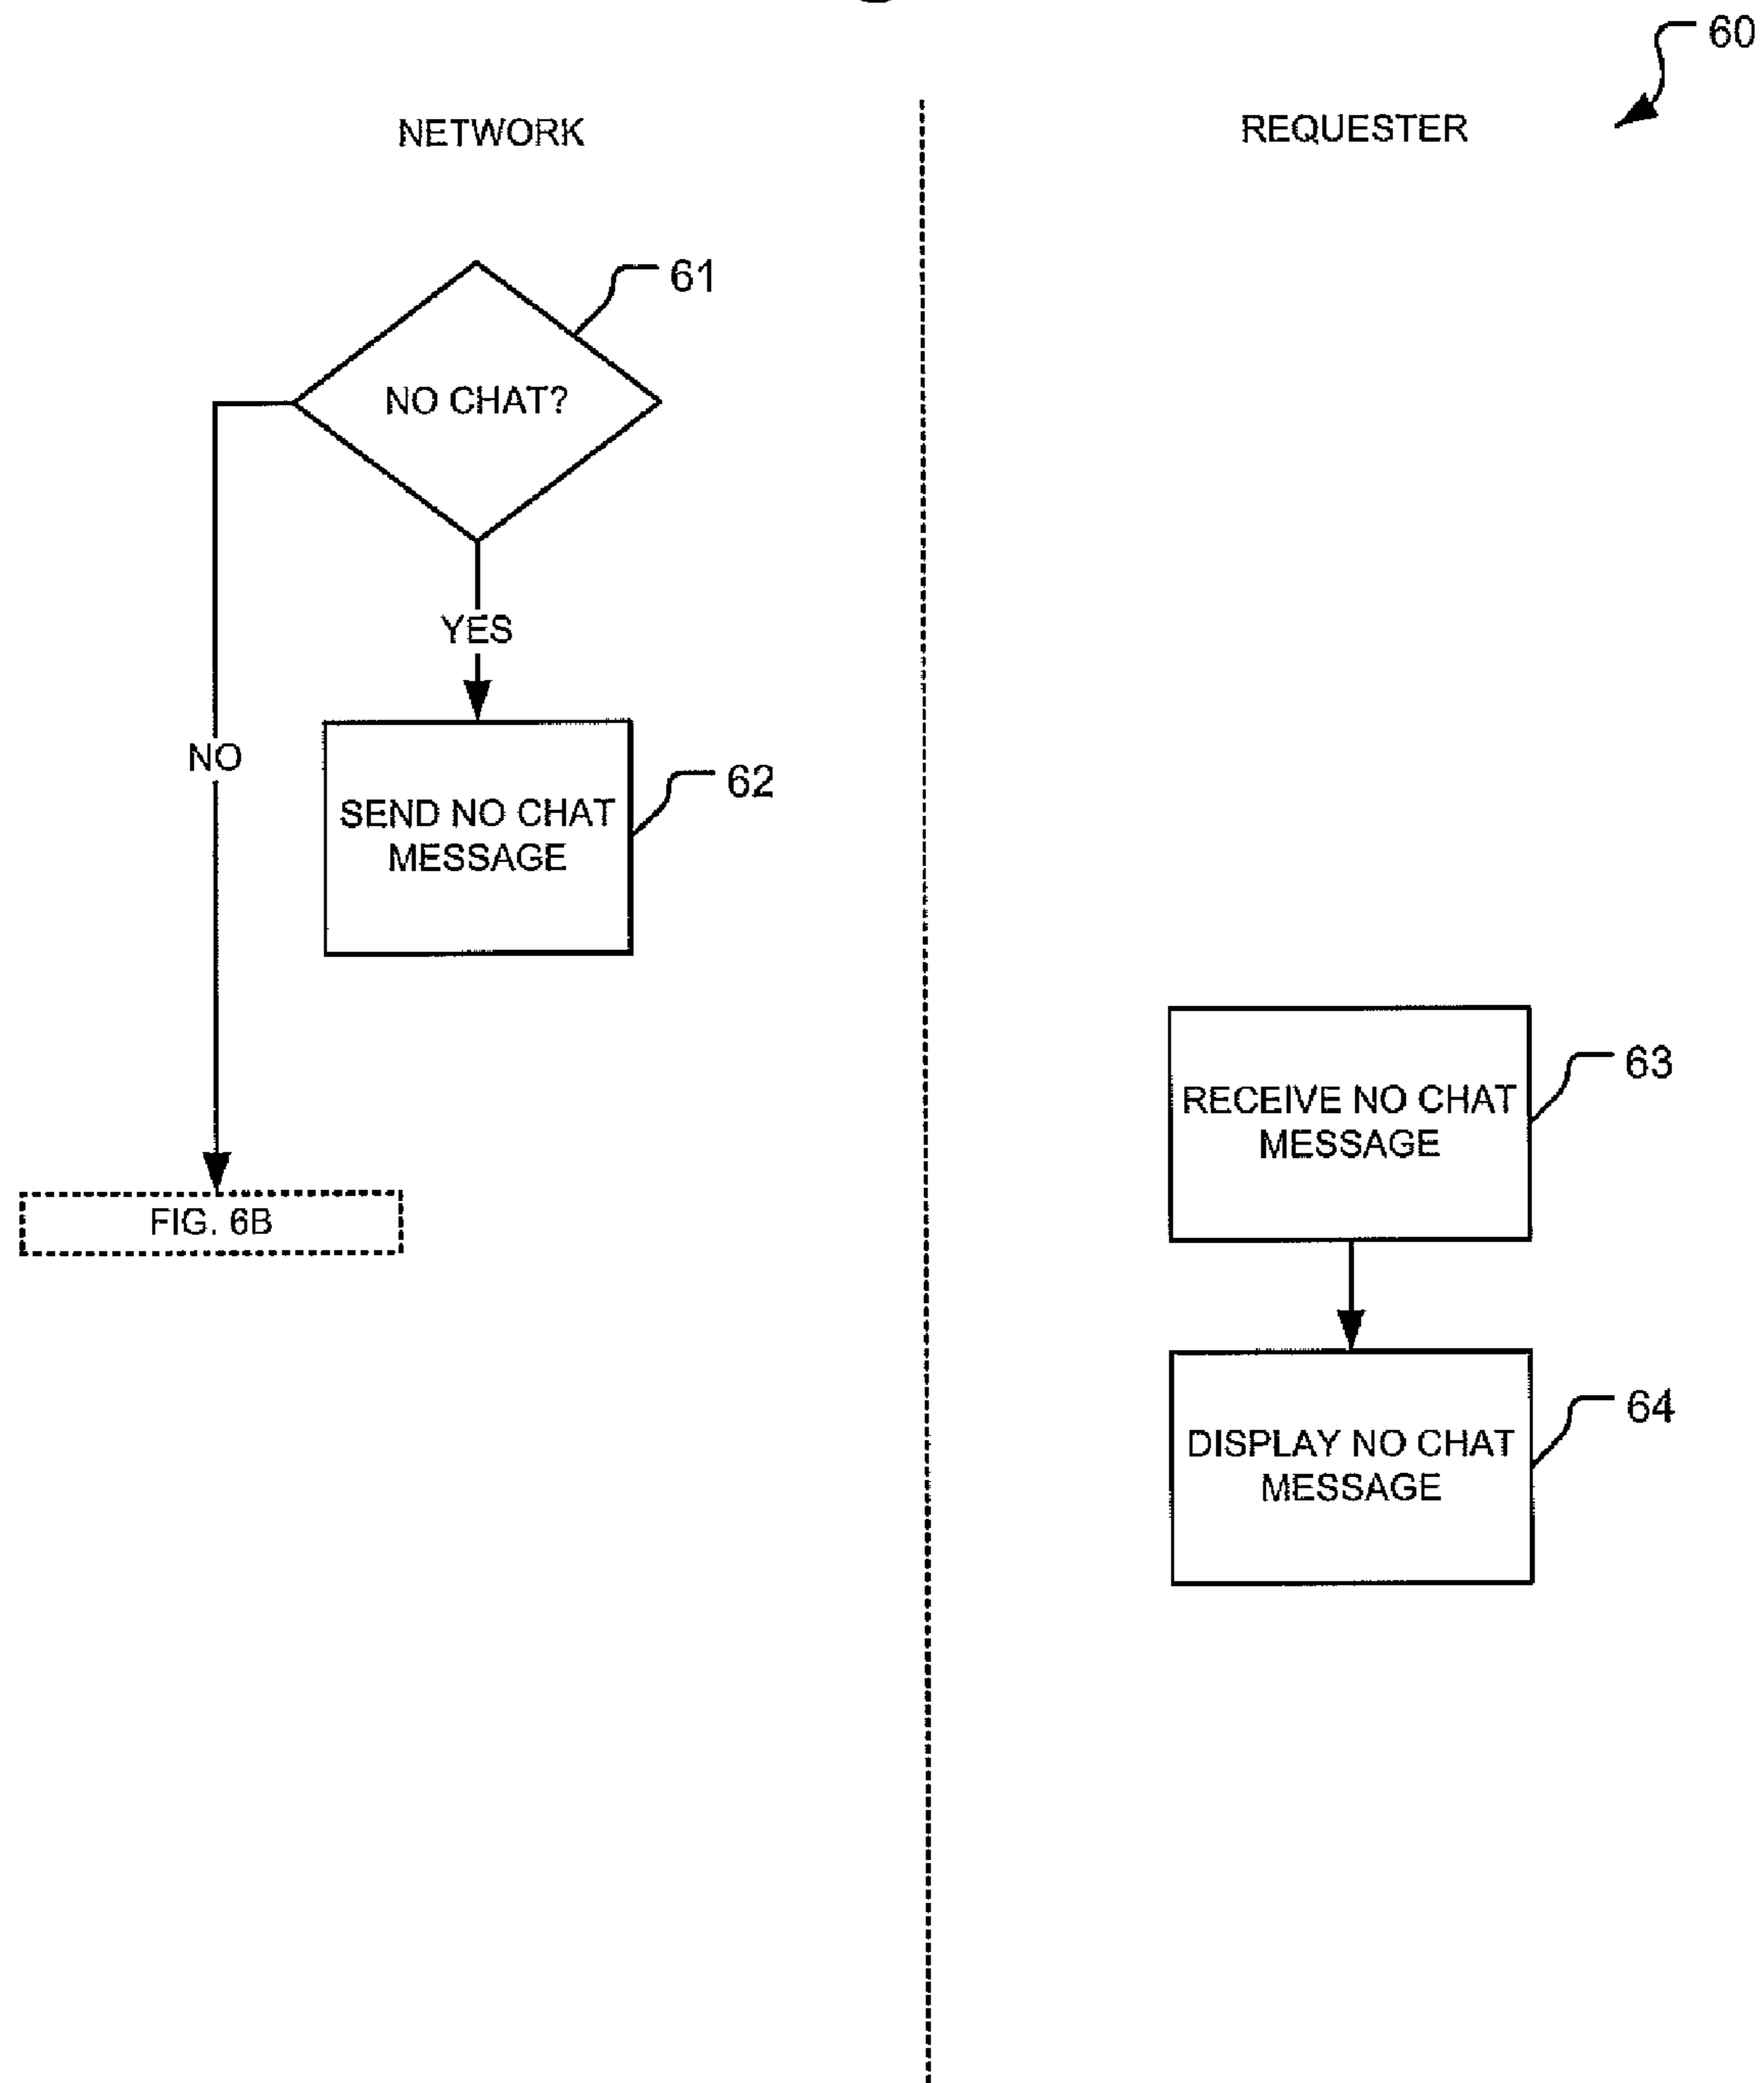 60
NETWORK
REQUESTER
61
NO CHAT?
YES
NO
62
SEND NO CHAT
MESSAGE
63
RECEIVE NO CHAT
MESSAGE
FIG. 6B
64
DISPLAY NO CHAT
MESSAGE